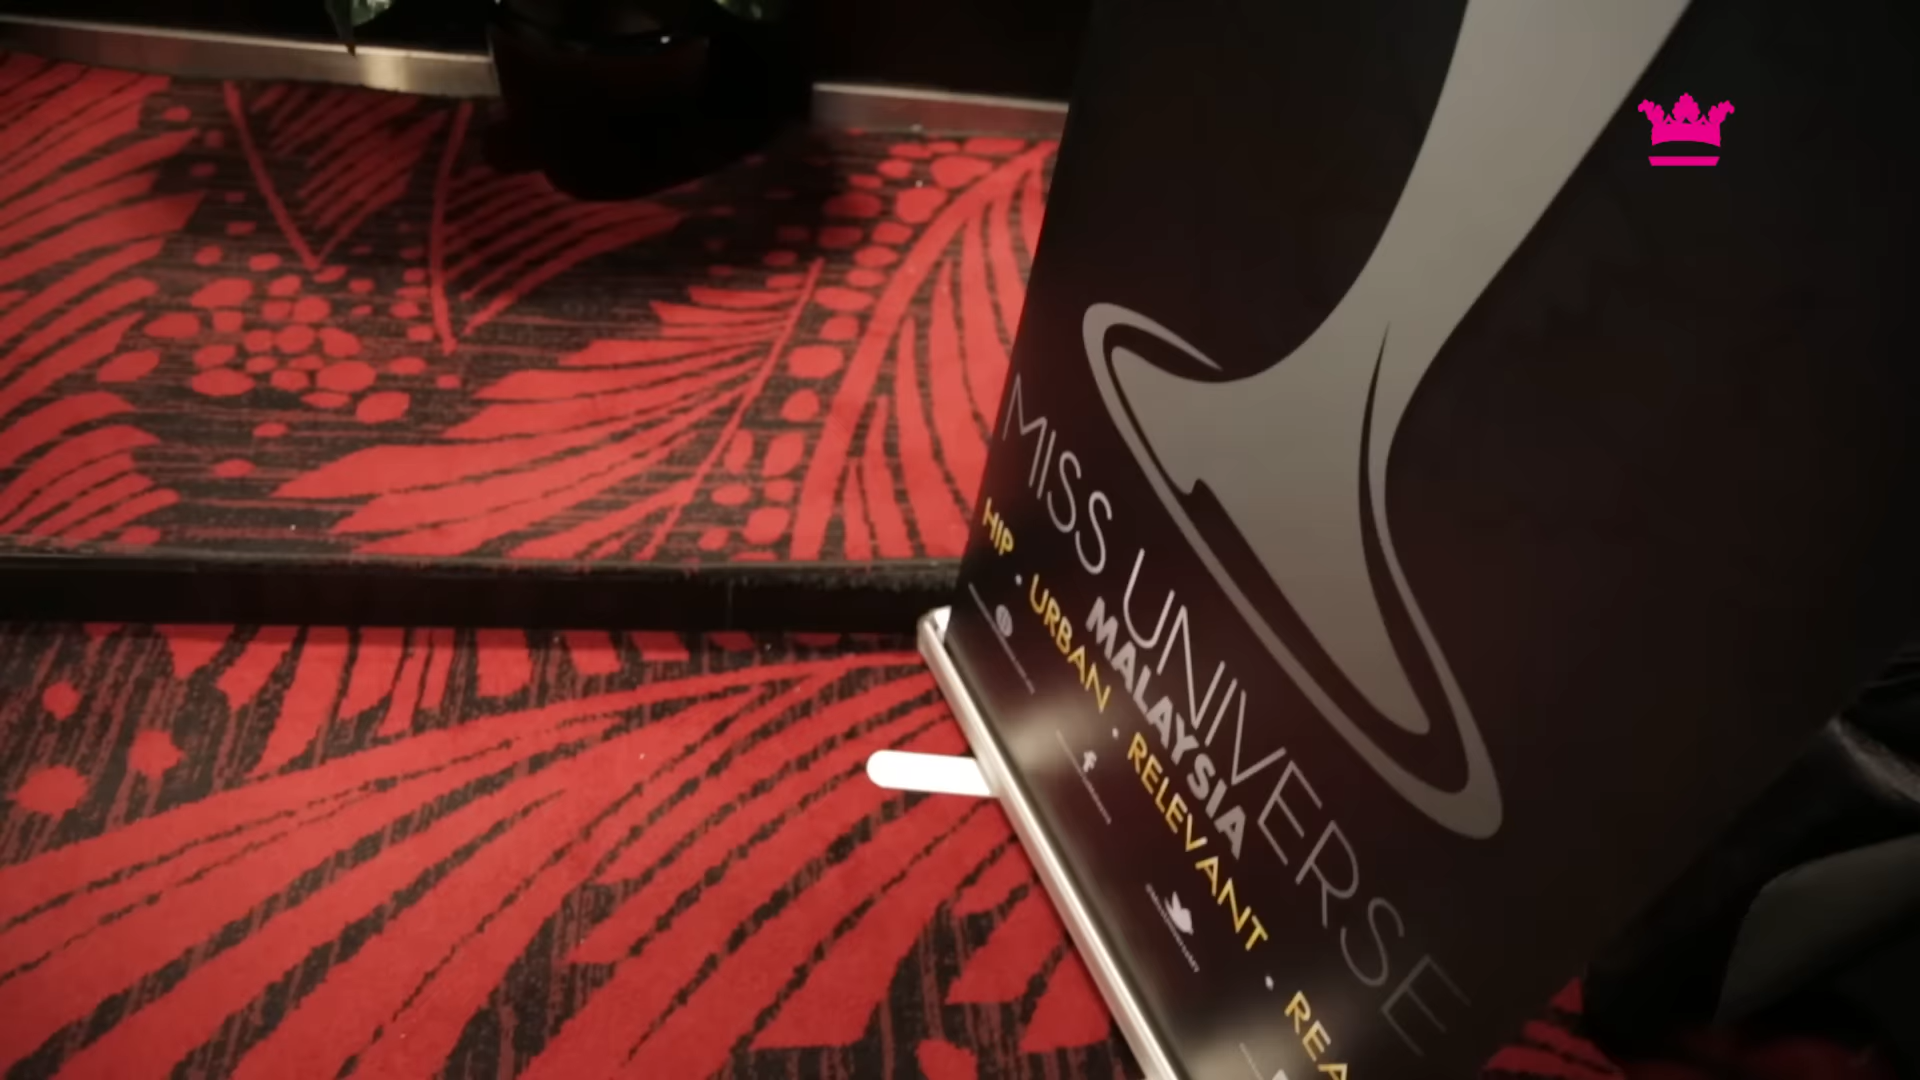 MISS UNIVERSE
MALAYSIA
HIP • URBAN • RELEVANT • REA